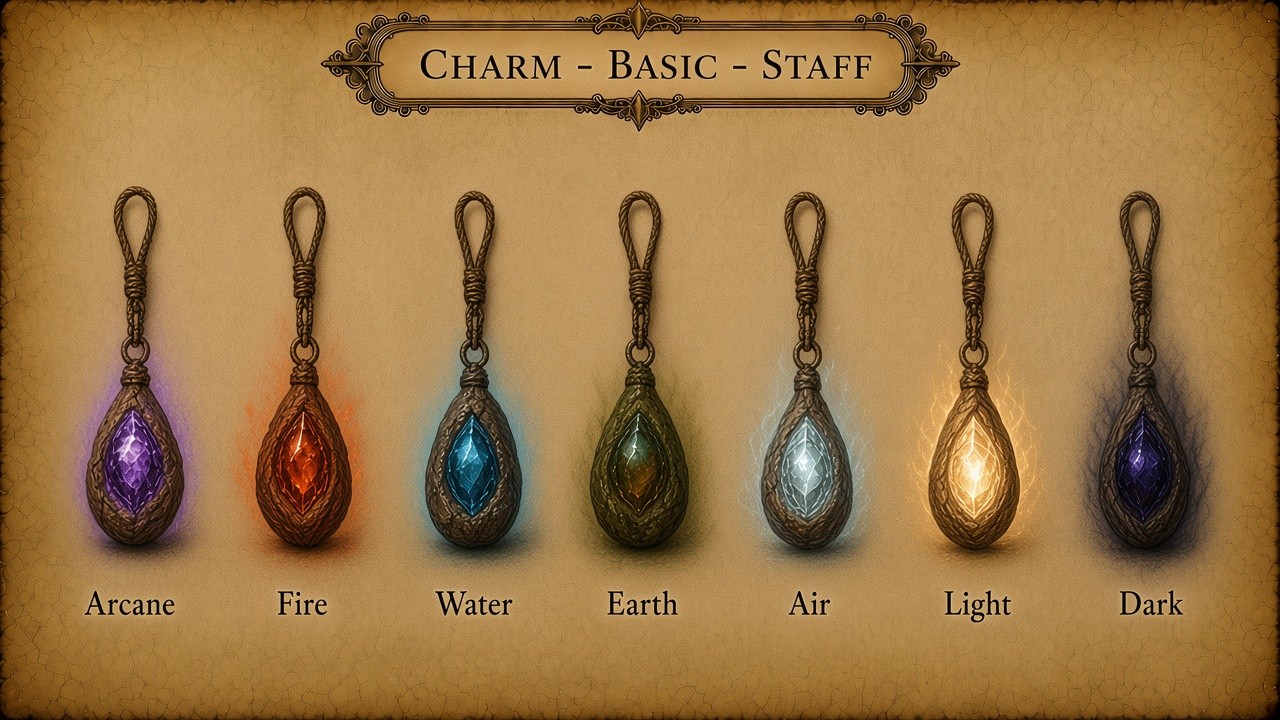 Charm - Basic - Staff
Arcane
Fire
Water
Earth
Air
Light
Dark